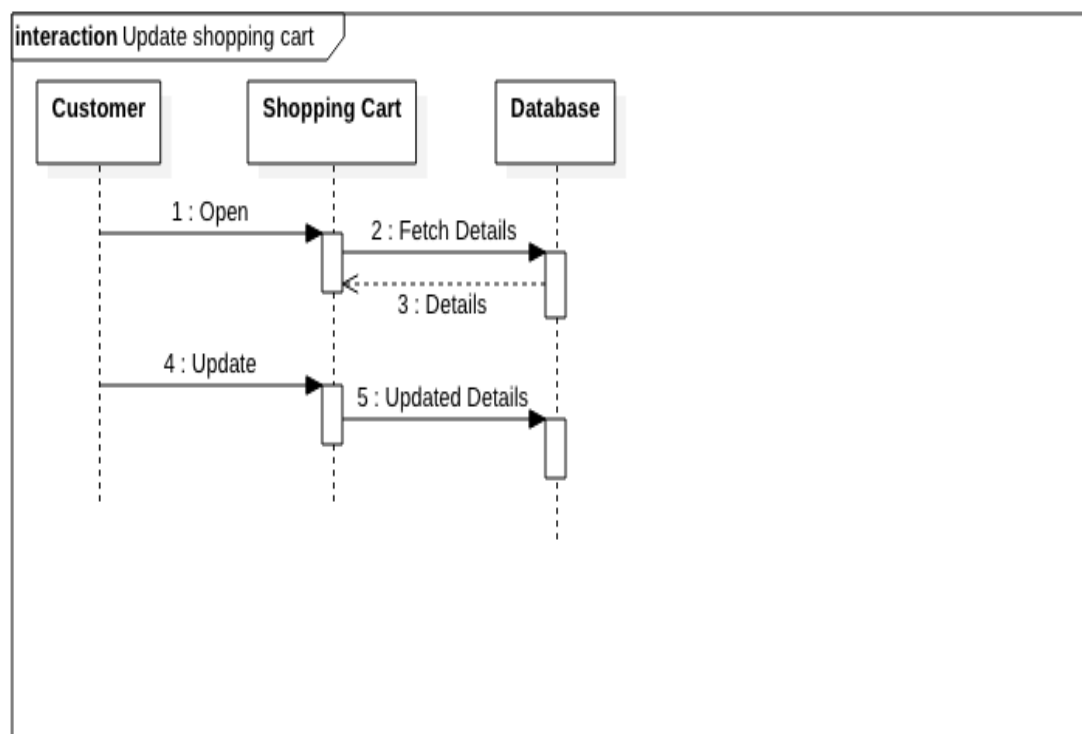 interaction Update shopping cart
Customer
Shopping Cart
Database
1 : Open
2 : Fetch Details
3 : Details
4 : Update
5 : Updated Details